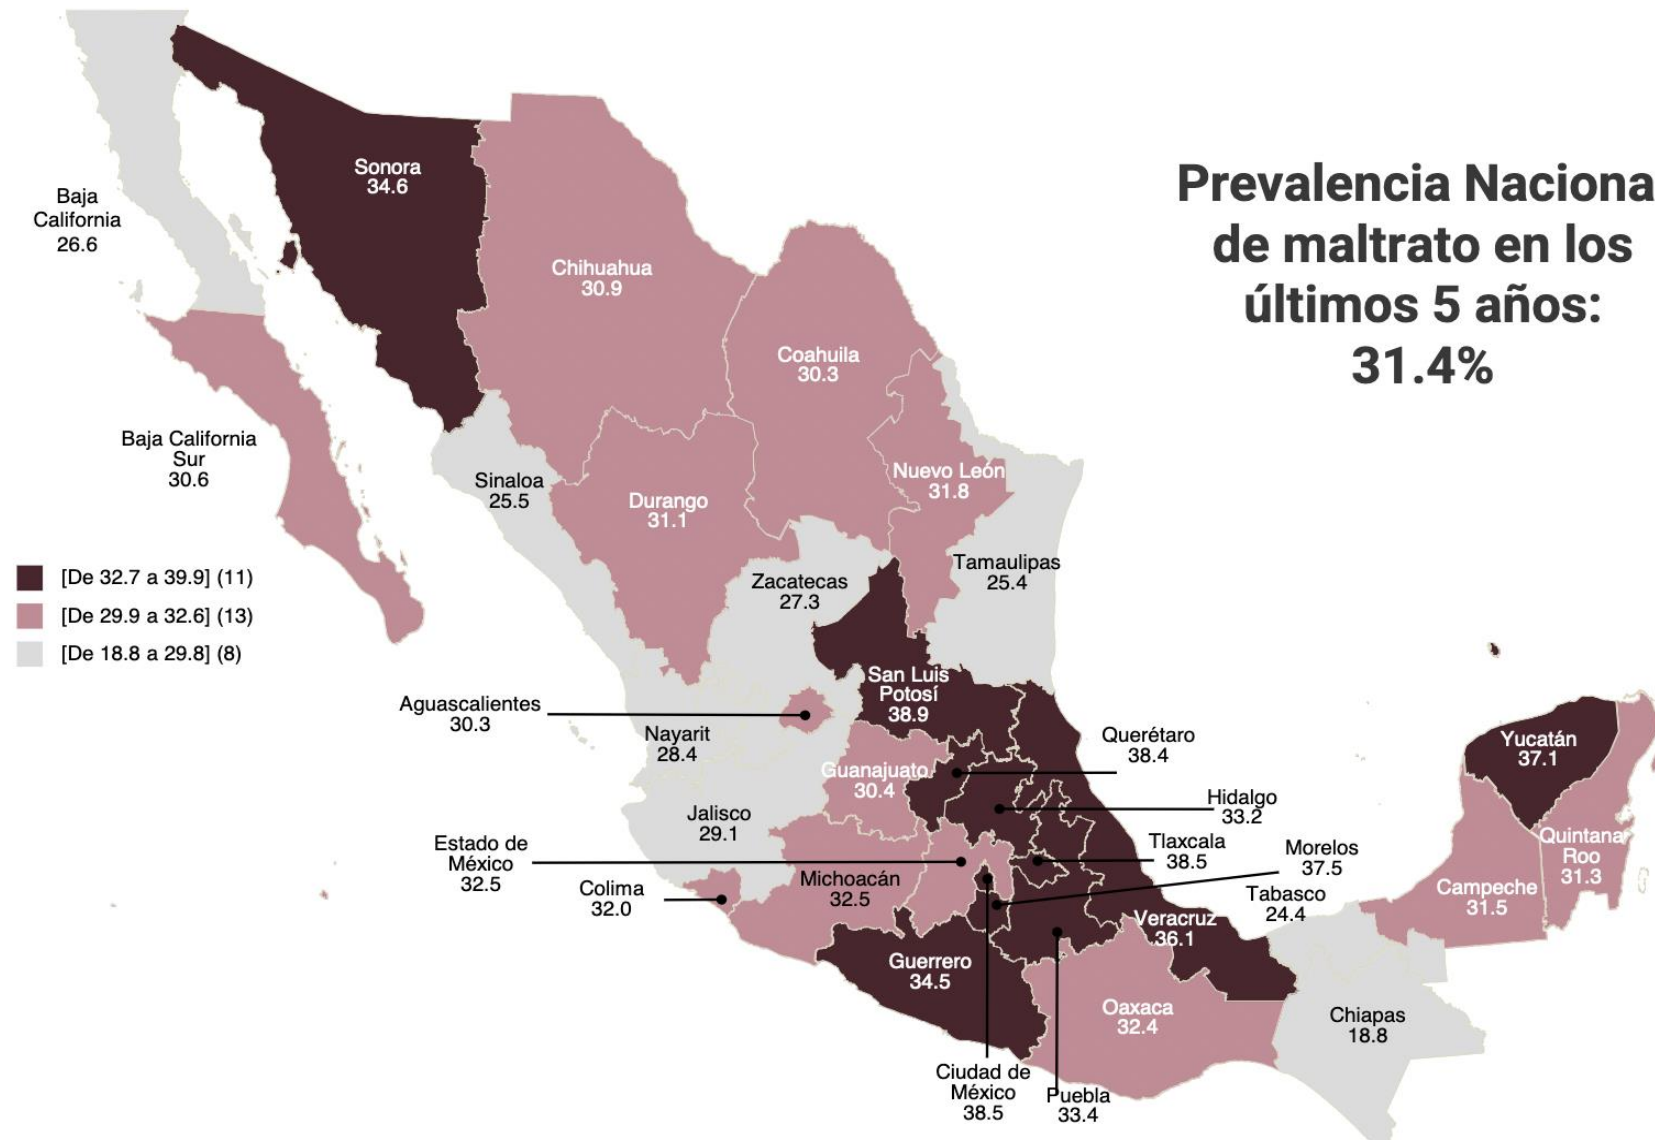 Prevalencia Naciona
de maltrato en los
últimos 5 años:
31.4%
Baja
California
26.6
Sonora
34.6
Chihuahua
30.9
Coahuila
30.3
Baja California
Sur
30.6
Sinaloa
25.5
Durango
31.1
Nuevo León
31.8
Tamaulipas
25.4
Zacatecas
27.3
[De 32.7 a 39.9] (11)
[De 29.9 a 32.6] (13)
[De 18.8 a 29.8] (8)
San Luis
Potosí
38.9
Aguascalientes
30.3
Nayarit
28.4
Guanajuato
30.4
Querétaro
38.4
Yucatán
37.1
Jalisco
29.1
Hidalgo
33.2
Estado de
México
32.5
Tlaxcala
38.5
Morelos
37.5
Quintana
Roo
31.3
Colima
32.0
Michoacán
32.5
Tabasco
24.4
Campeche
31.5
Veracruz
36.1
Guerrero
34.5
Oaxaca
32.4
Chiapas
18.8
Ciudad de
México
38.5
Puebla
33.4